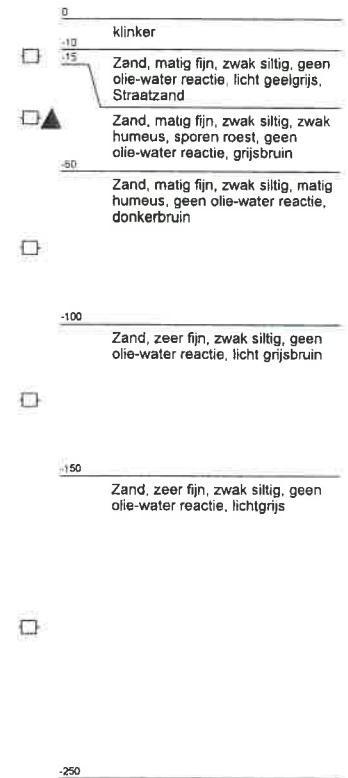 0
klinker
-10
-15
Zand, matig fijn, zwak siltig, geen
olie-water reactie, licht geelgrijs,
Straatzand
Zand, matig fijn, zwak siltig, zwak
humeus, sporen roest, geen
olie-water reactie, grijsbruin
-50
Zand, matig fijn, zwak siltig, matig
humeus, geen olie-water reactie,
donkerbruin
-100
Zand, zeer fijn, zwak siltig, geen
olie-water reactie, licht grijsbruin
-150
Zand, zeer fijn, zwak siltig, geen
olie-water reactie, lichtgrijs
-250